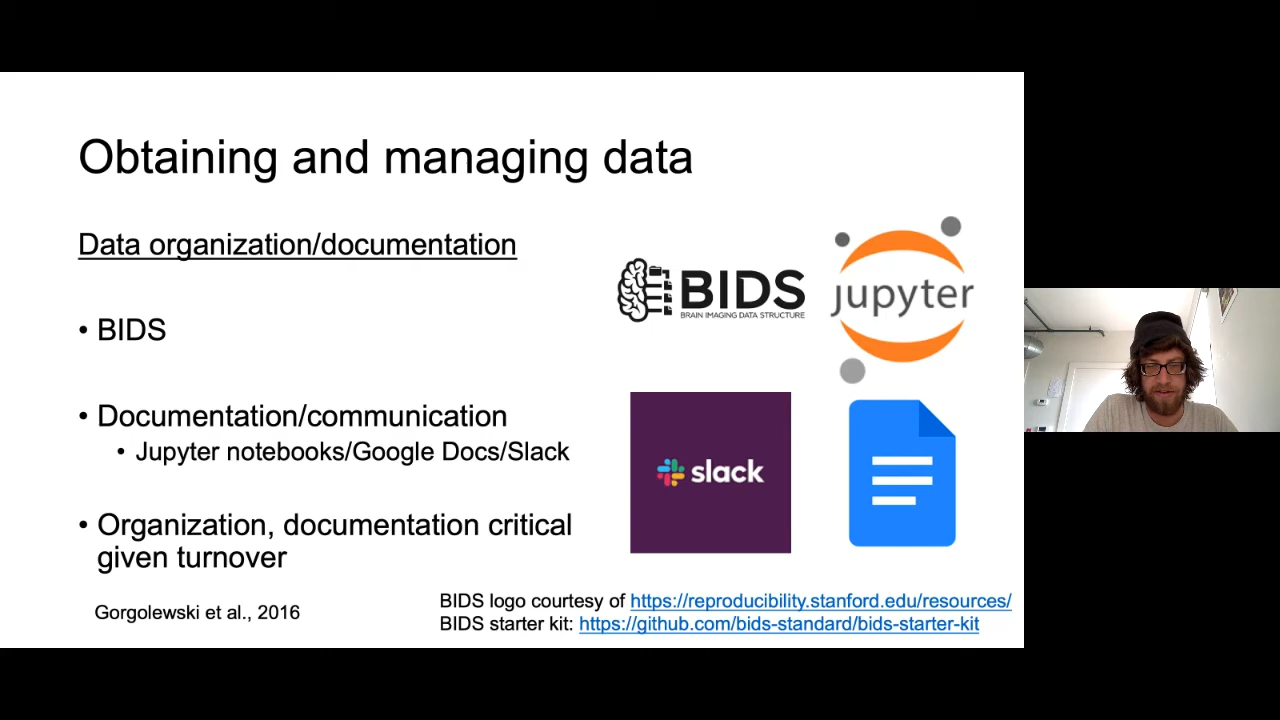 Obtaining and managing data
Data organization/documentation
• BIDS
• Documentation/communication
• Jupyter notebooks/Google Docs/Slack
• Organization, documentation critical
given turnover
Gorgolewski et al., 2016
BIDS
BRAIN IMAGING DATA STRUCTURE
jupyter
slack
BIDS logo courtesy of https://reproducibility.stanford.edu/resources/
BIDS starter kit: https://github.com/bids-standard/bids-starter-kit